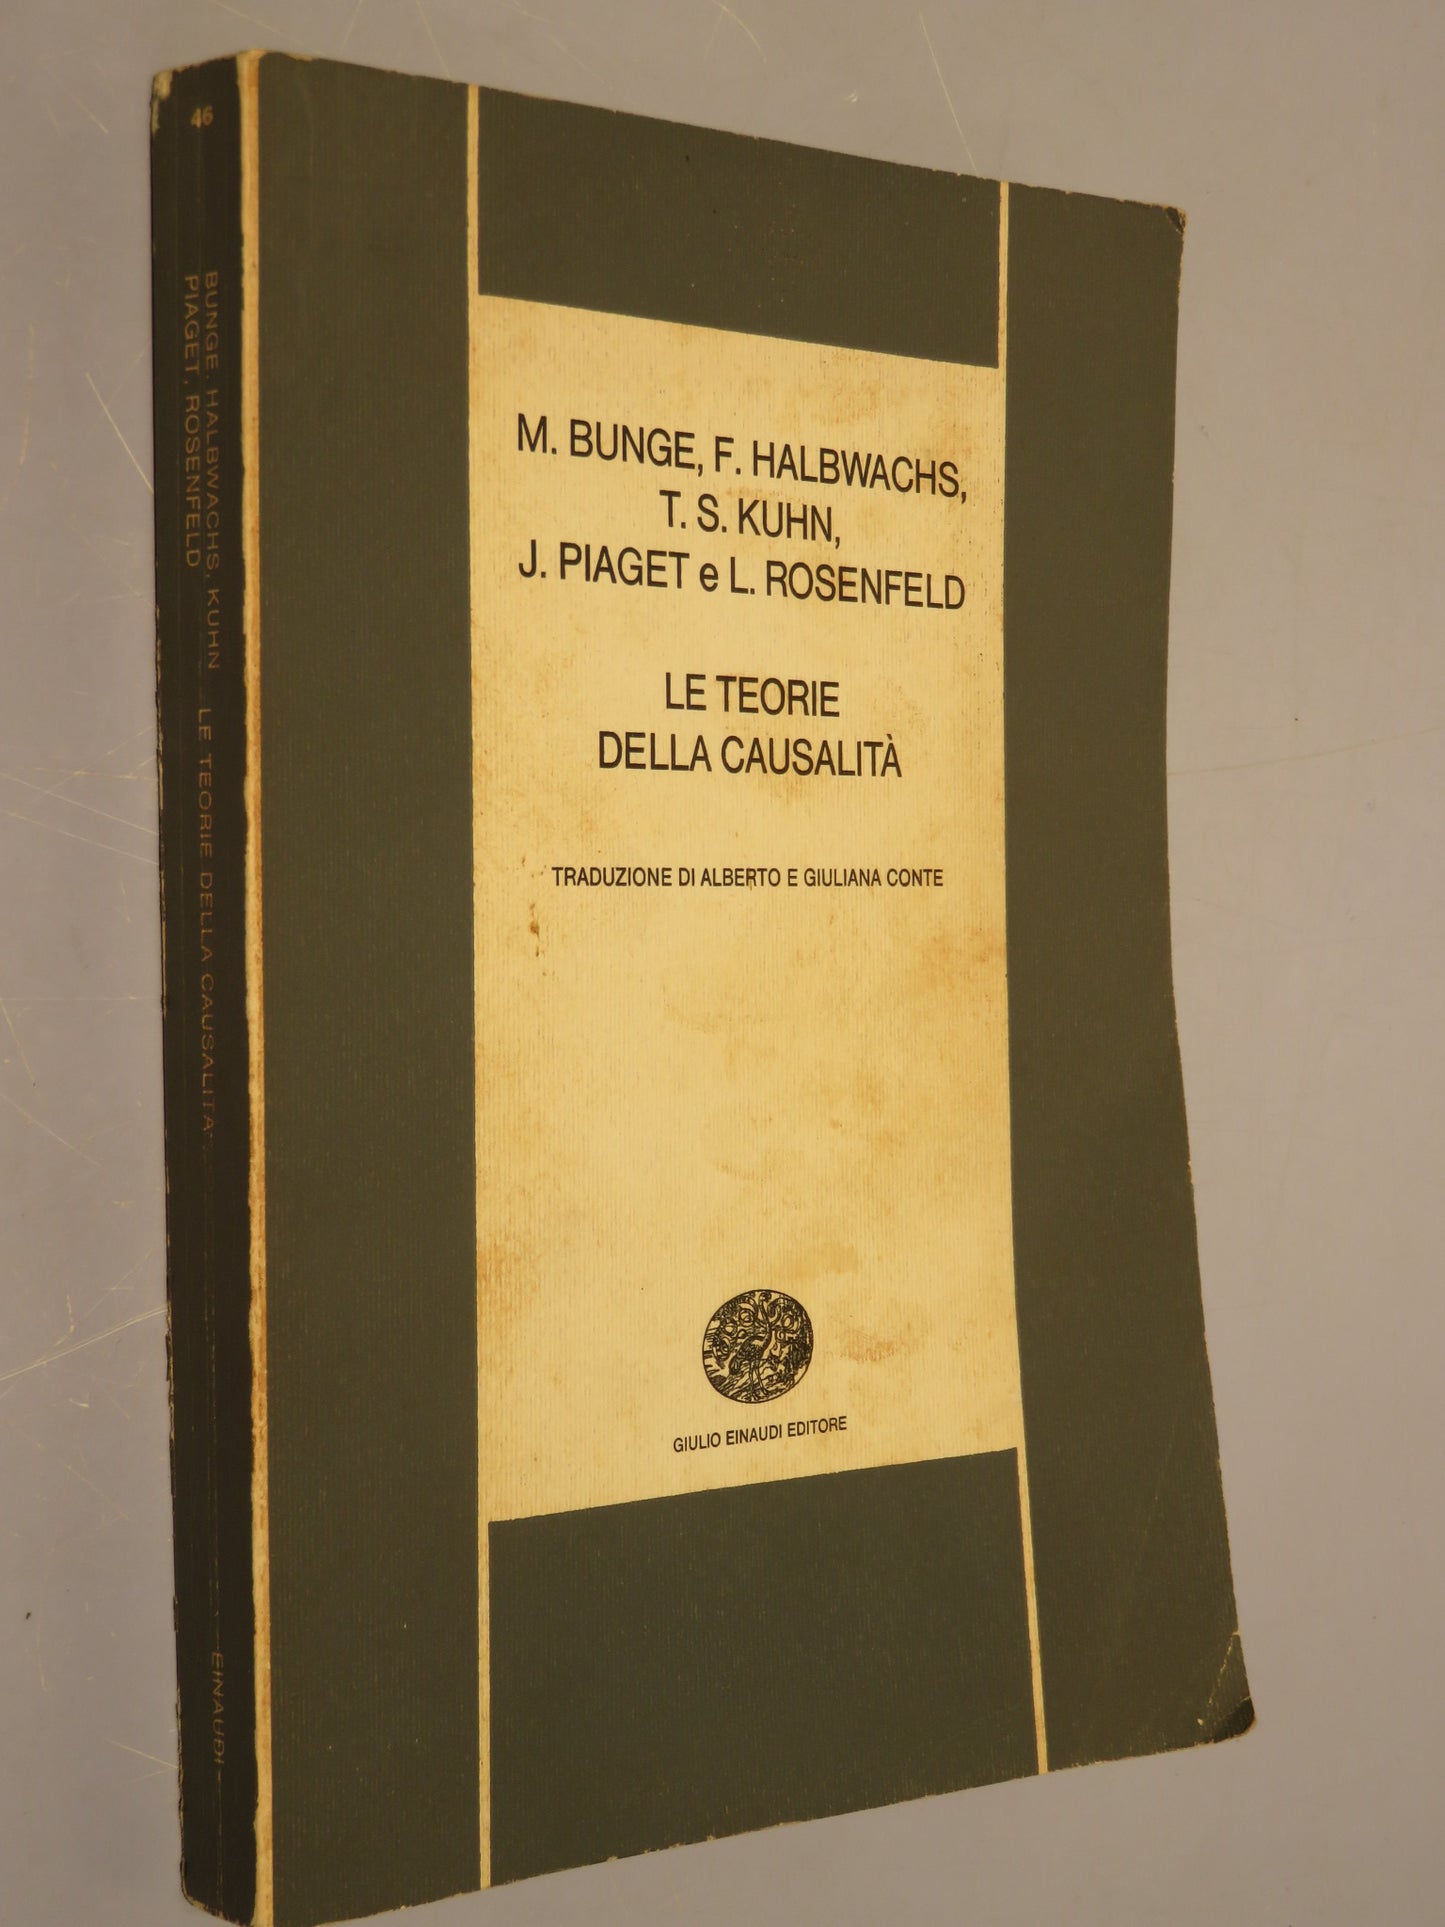 46
BUNGE, HALBWACHS, KUHN
PIAGET, ROSENFELD
LE TEORIE DELLA CAUSALITÀ
EINAUDI
M. BUNGE, F. HALBWACHS,
T. S. KUHN,
J. PIAGET e L. ROSENFELD
LE TEORIE
DELLA CAUSALITÀ
TRADUZIONE DI ALBERTO E GIULIANA CONTE
GIULIO EINAUDI EDITORE